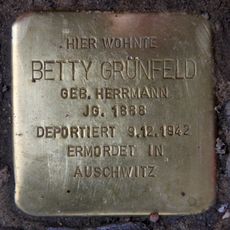 HIER WOHNTE
BETTY GRÜNFELD
GEB. HERRMANN
JG. 1888
DEPORTIERT 9.12.1942
ERMORDET IN
AUSCHWITZ